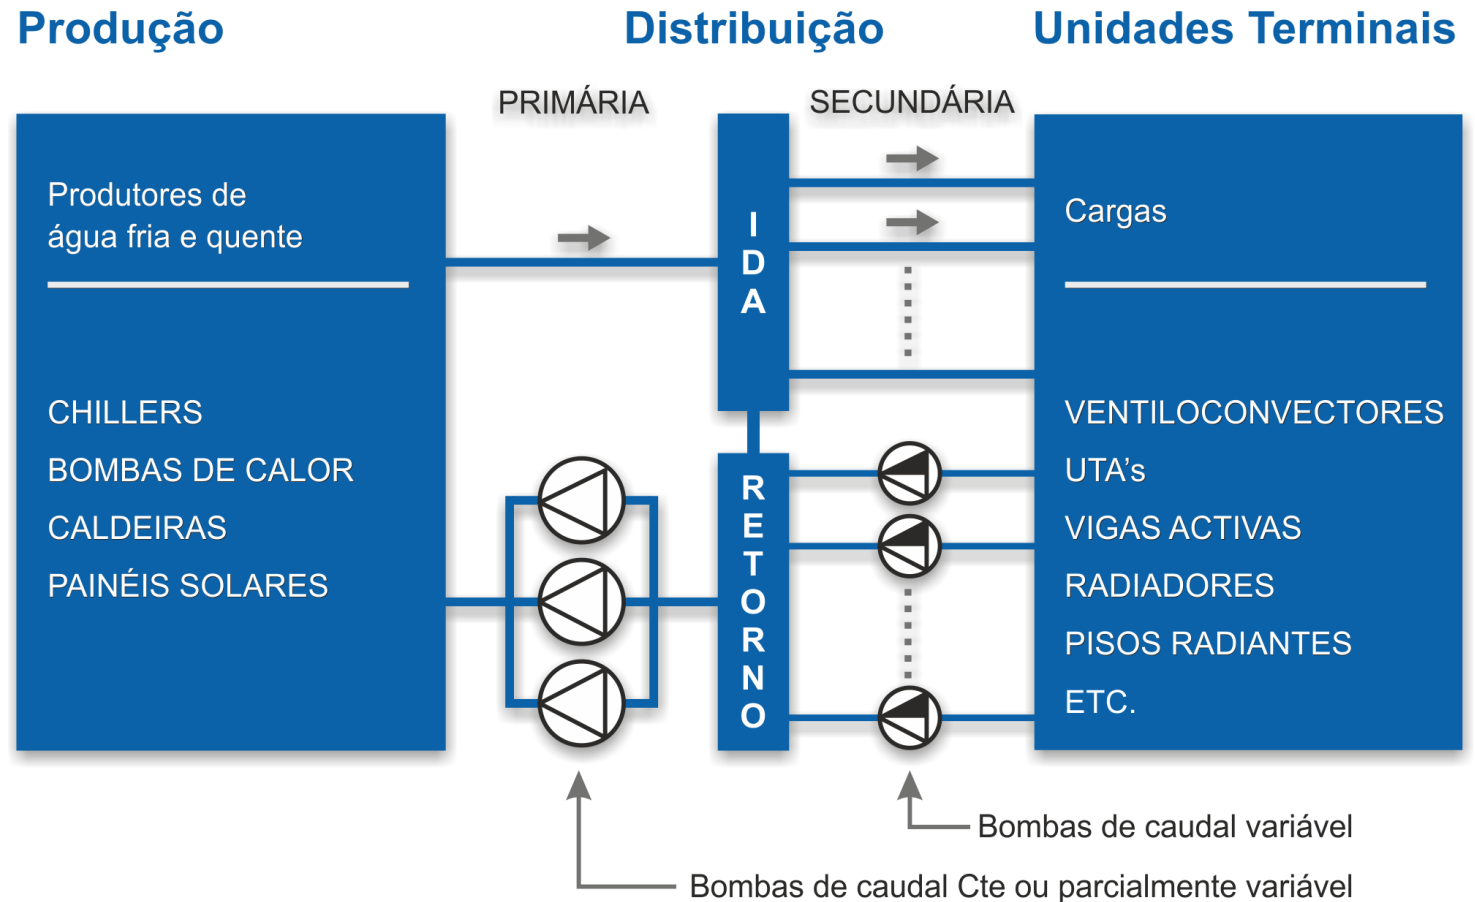 Produção
Distribuição
Unidades Terminais
PRIMÁRIA
SECUNDÁRIA
Produtores de
água fria e quente
CHILLERS
BOMBAS DE CALOR
CALDEIRAS
PAINÉIS SOLARES
IDA
RETORNO
Cargas
VENTILOCONVECTORES
UTA's
VIGAS ACTIVAS
RADIADORES
PISOS RADIANTES
ETC.
Bombas de caudal variável
Bombas de caudal Cte ou parcialmente variável